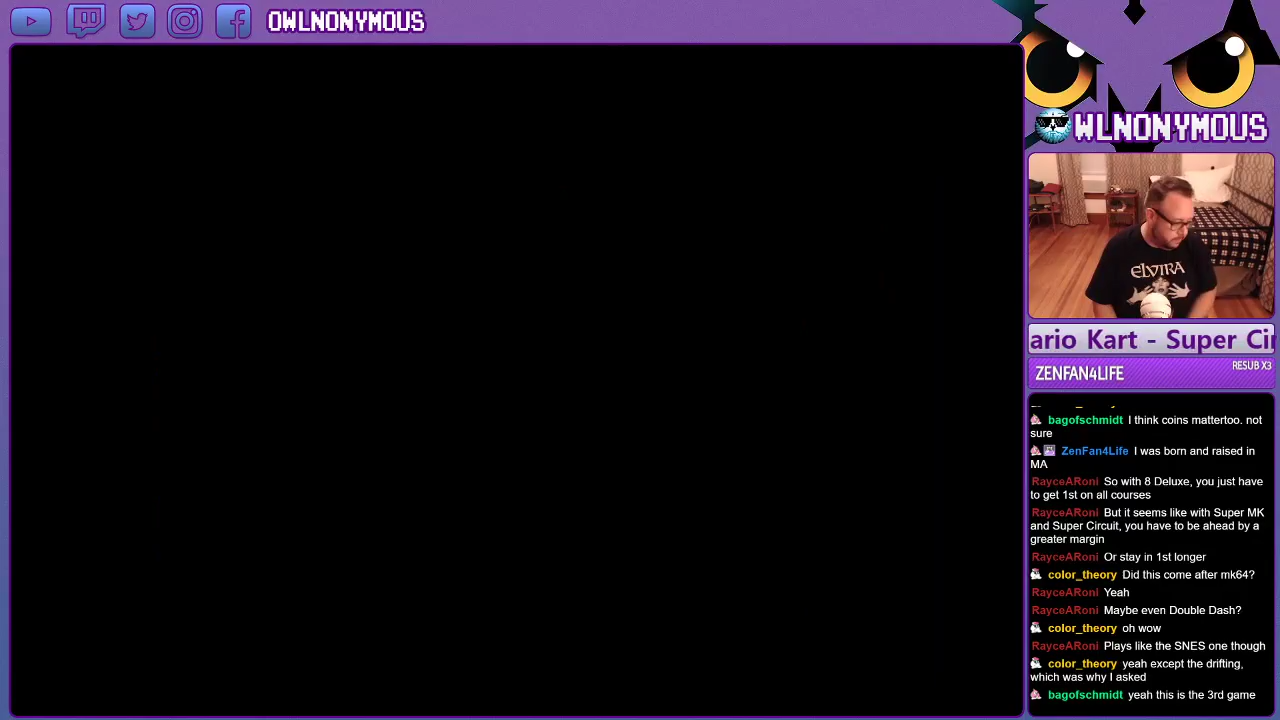 OWLNONYMOUS
WLNONYMOUS
ELVIRA
ario Kart - Super Cir
ZENFAN4LIFE
RESUB X3
bagofschmidt I think coins mattertoo. not
sure
ZenFan4Life I was born and raised in
MA
RayceARoni So with 8 Deluxe, you just have
to get 1st on all courses
RayceARoni But it seems like with Super MK
and Super Circuit, you have to be ahead by a
greater margin
RayceARoni Or stay in 1st longer
color_theory Did this come after mk64?
RayceARoni Yeah
RayceARoni Maybe even Double Dash?
color_theory oh wow
RayceARoni Plays like the SNES one though
color_theory yeah except the drifting,
which was why I asked
bagofschmidt yeah this is the 3rd game